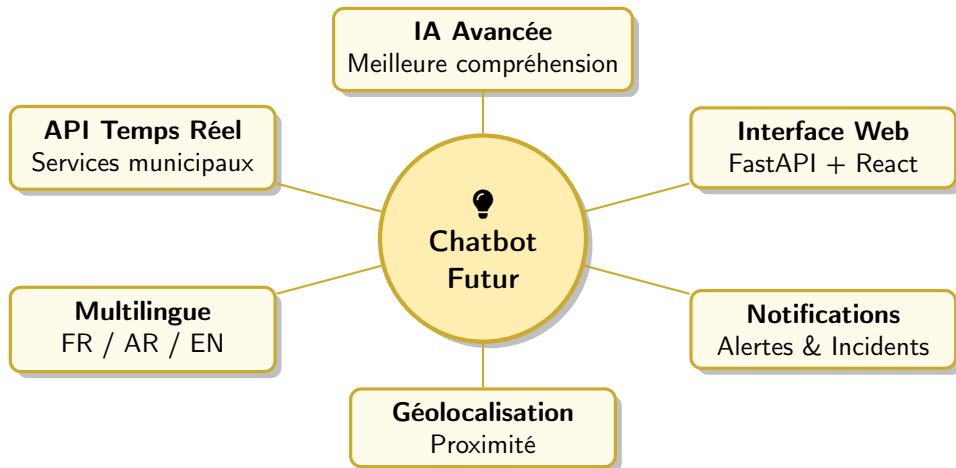 IA Avancée
Meilleure compréhension
API Temps Réel
Services municipaux
Interface Web
FastAPI + React
Chatbot
Futur
Multilingue
FR / AR / EN
Notifications
Alertes & Incidents
Géolocalisation
Proximité